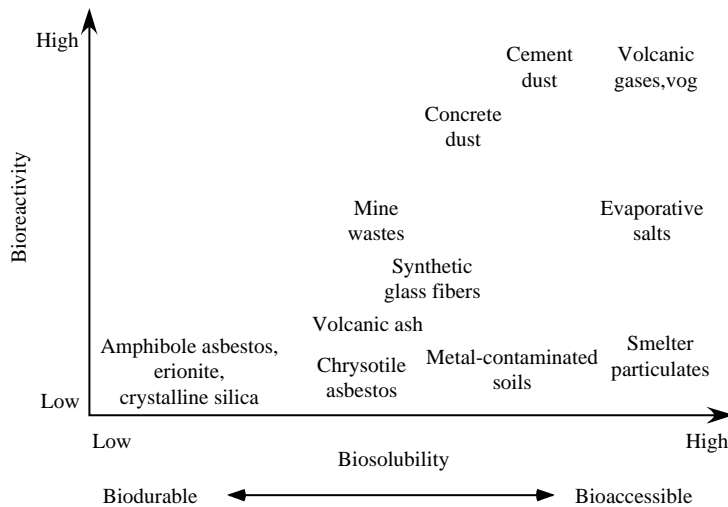 High
Cement
dust
Volcanic
gases,vog
Concrete
dust
Bioreactivity
Mine
wastes
Evaporative
salts
Synthetic
glass fibers
Volcanic ash
Amphibole asbestos,
erionite,
crystalline silica
Chrysotile
asbestos
Metal-contaminated
soils
Smelter
particulates
Low
Low
High
Biosolubility
Biodurable
Bioaccessible